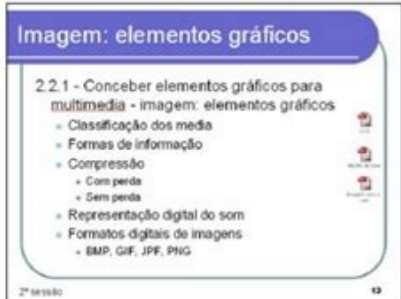 Imagem: elementos gráficos
2.2.1 - Conceber elementos gráficos para
multimedia - imagem: elementos gráficos
Classificação dos media
Formas de informação
Compressão
Com perda
Sem perda
Representação digital do som
Formatos digitais de imagens
BMP, GIF, JPF, PNG
2ª sessão
13